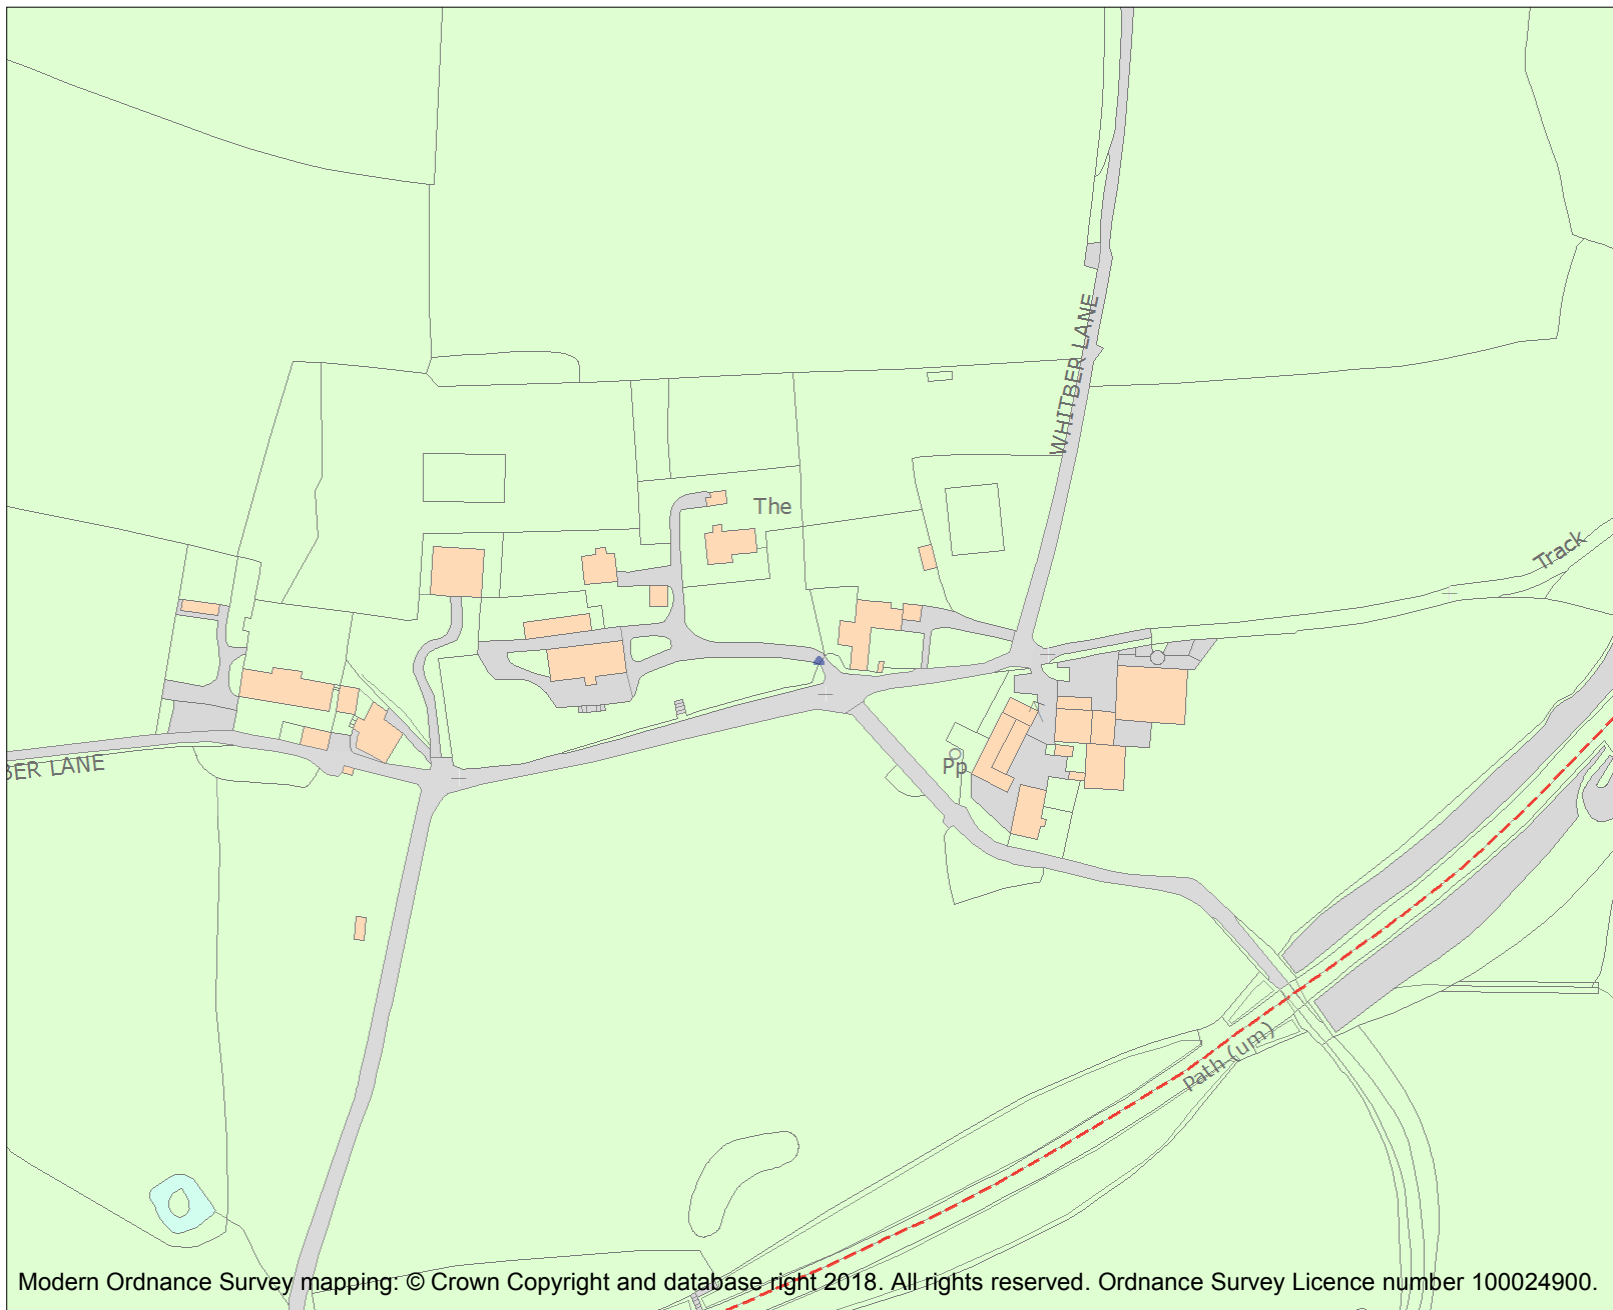 WHITBER LANE
The
Track
BER LANE
Pp
Path (um)
Modern Ordnance Survey mapping: © Crown Copyright and database right 2018. All rights reserved. Ordnance Survey Licence number 100024900.